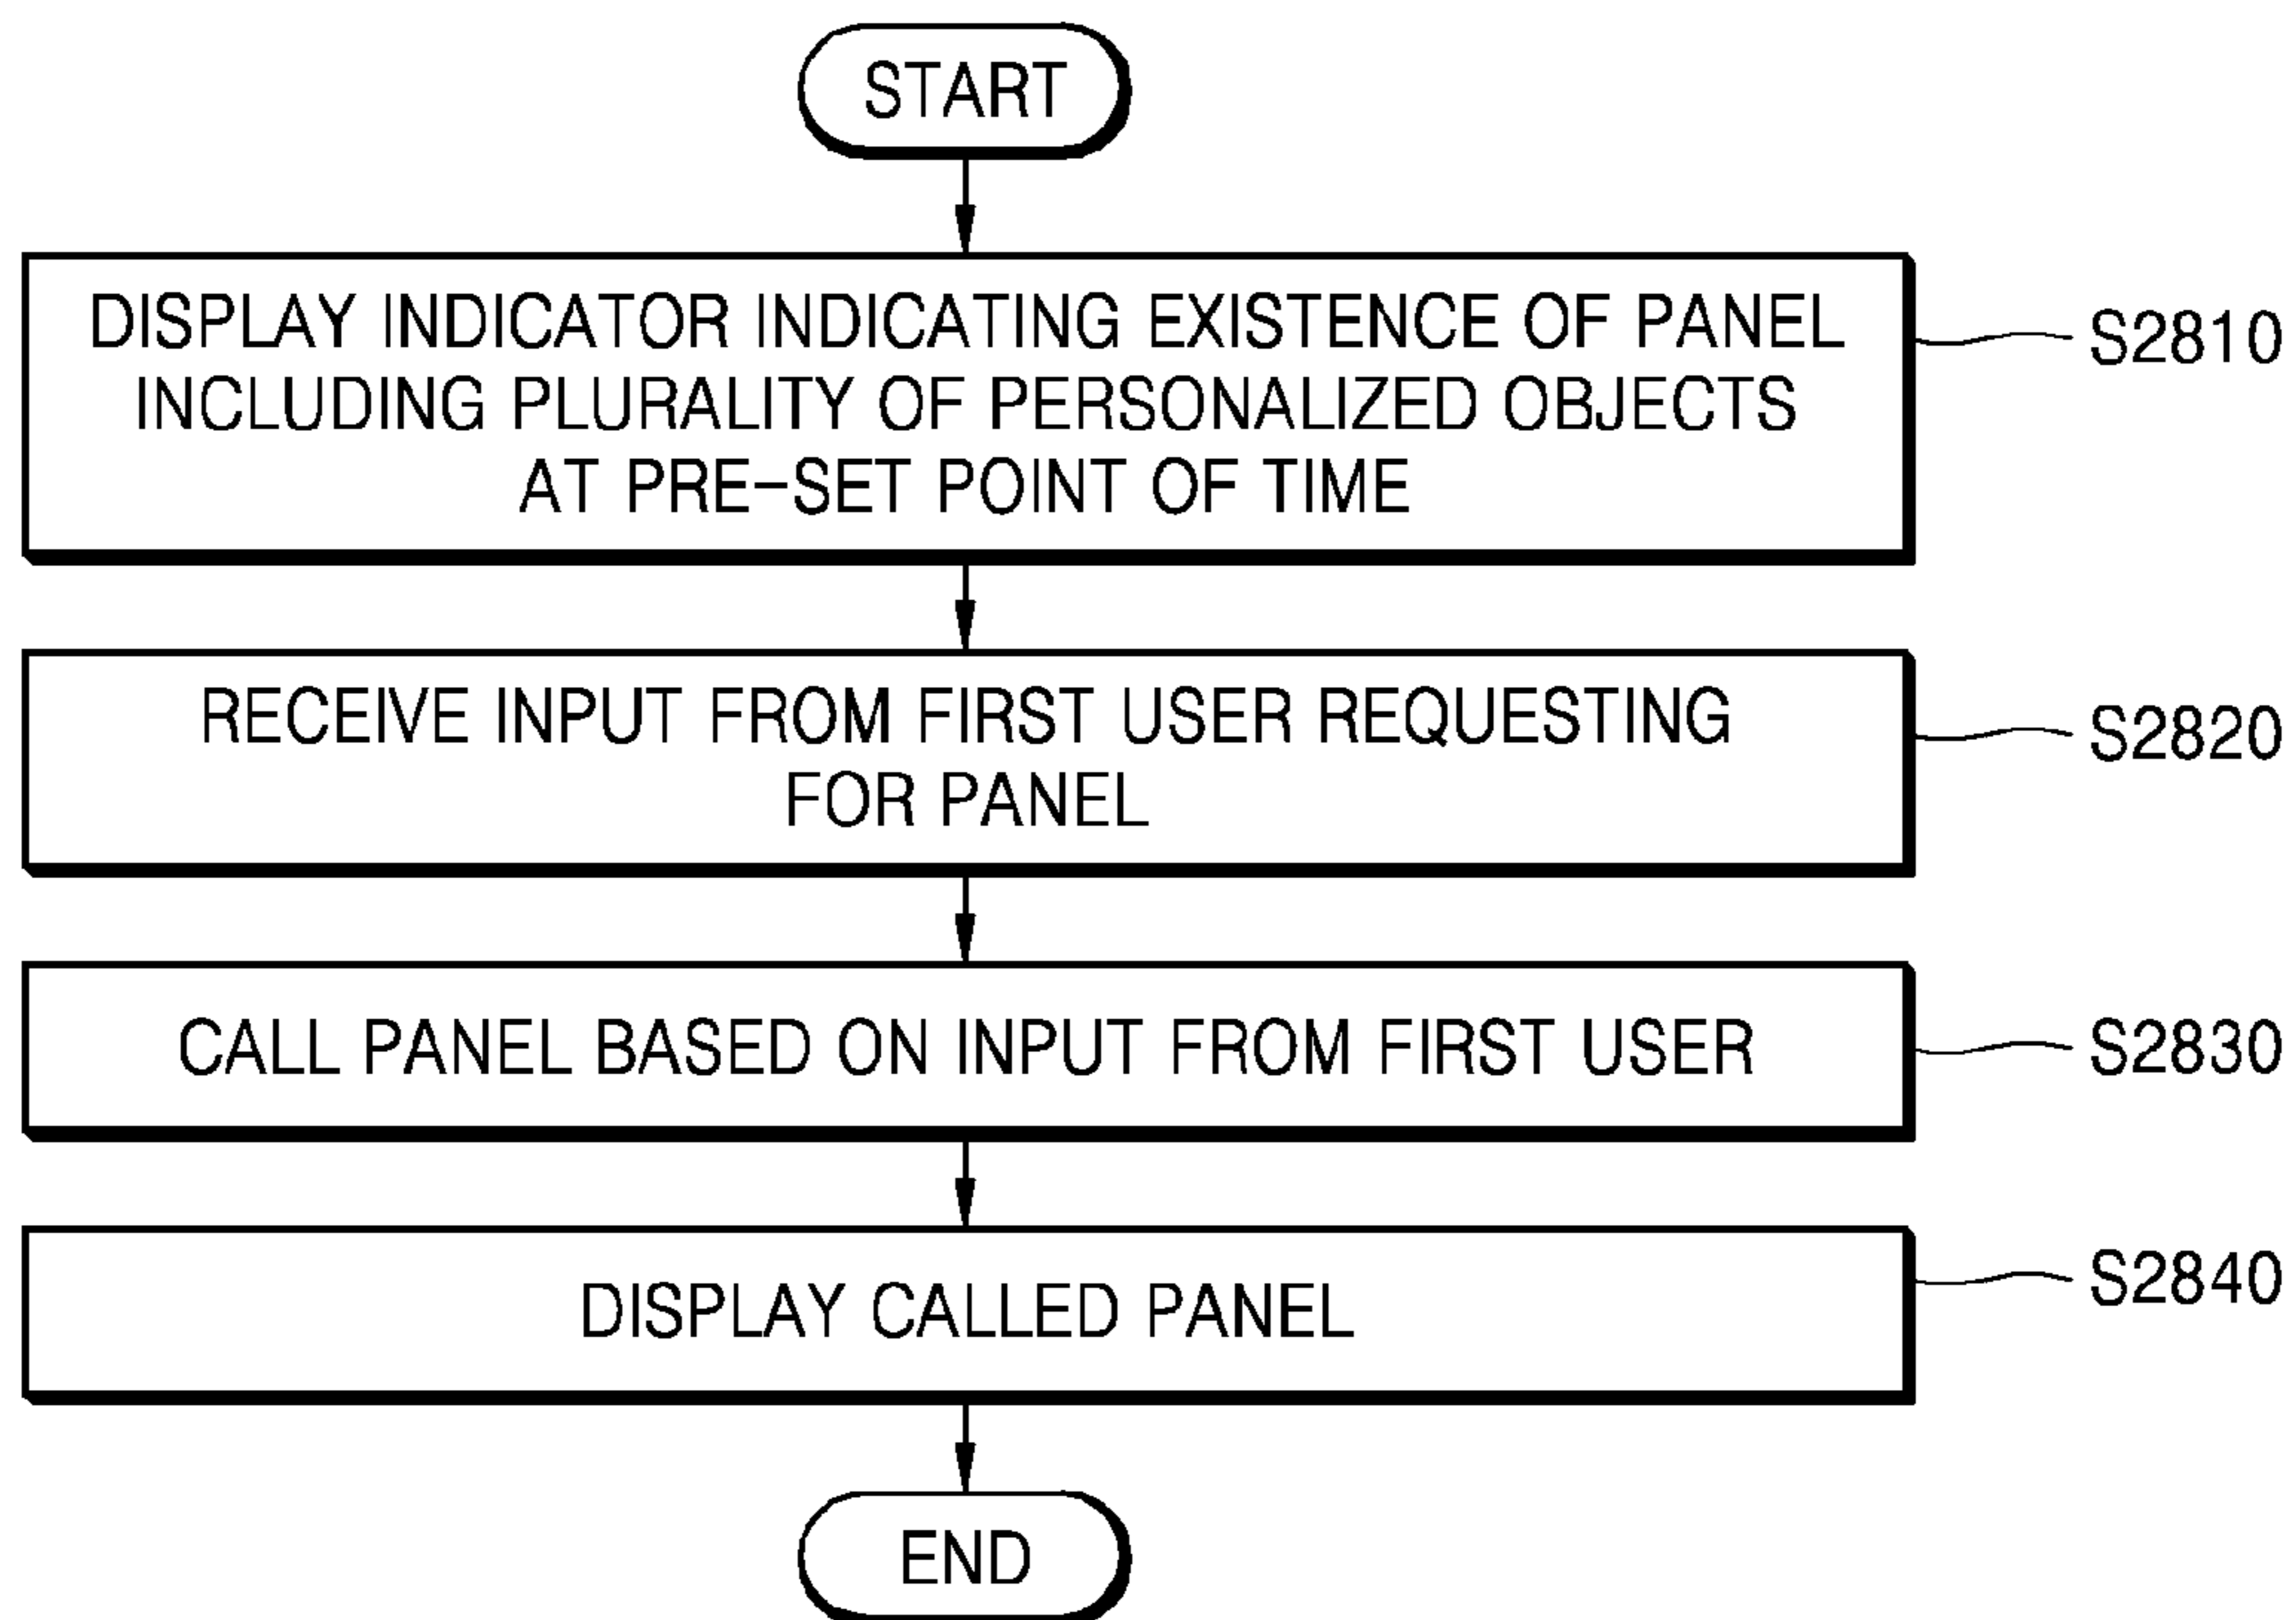 START
DISPLAY INDICATOR INDICATING EXISTENCE OF PANEL
INCLUDING PLURALITY OF PERSONALIZED OBJECTS
AT PRE-SET POINT OF TIME
S2810
RECEIVE INPUT FROM FIRST USER REQUESTING
FOR PANEL
S2820
CALL PANEL BASED ON INPUT FROM FIRST USER
S2830
DISPLAY CALLED PANEL
S2840
END